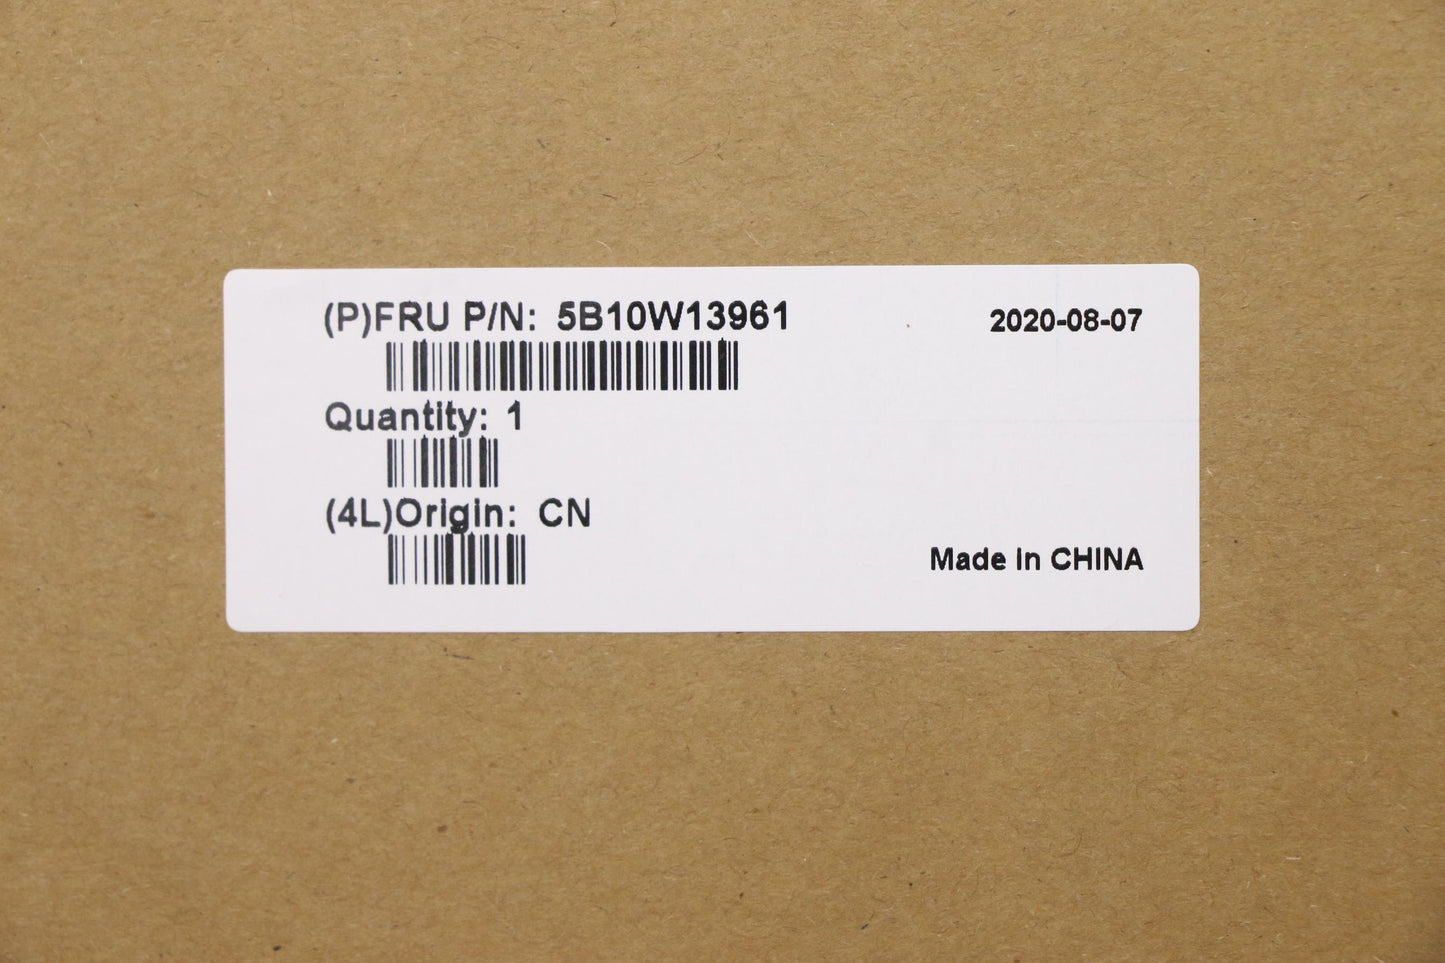 (P)FRU P/N: 5B10W13961
2020-08-07
Quantity: 1
(4L)Origin: CN
Made in CHINA